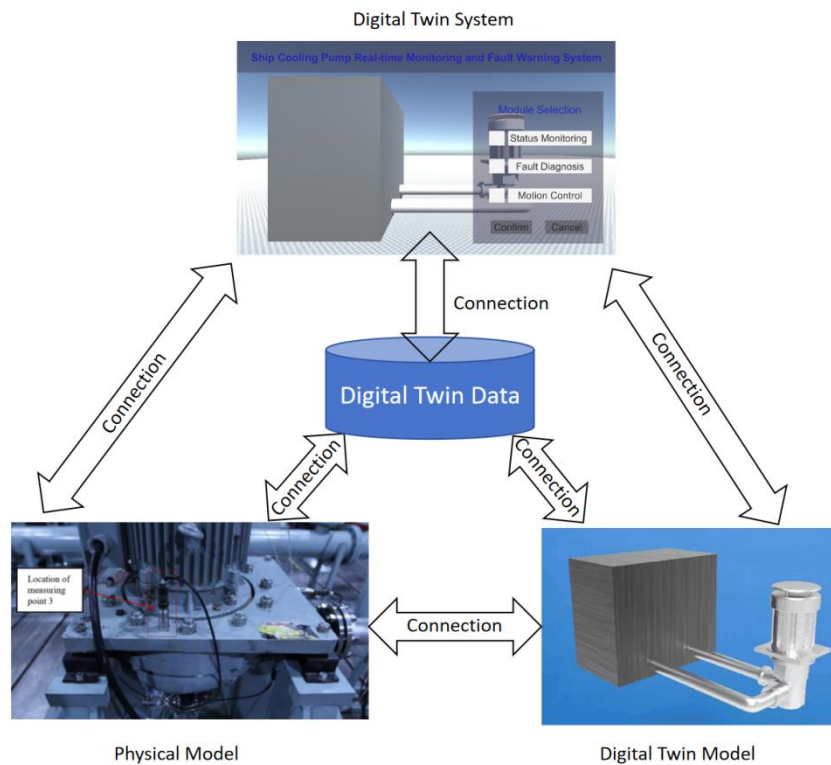 Digital Twin System
Ship Cooling Pump Real-time Monitoring and Fault Warning System
Module Selection
Status Monitoring
Fault Diagnosis
Motion Control
Confirm Cancel
Connection
Connection
Connection
Digital Twin Data
Connection
Connection
Location of
measuring
point 3
Connection
Physical Model
Digital Twin Model